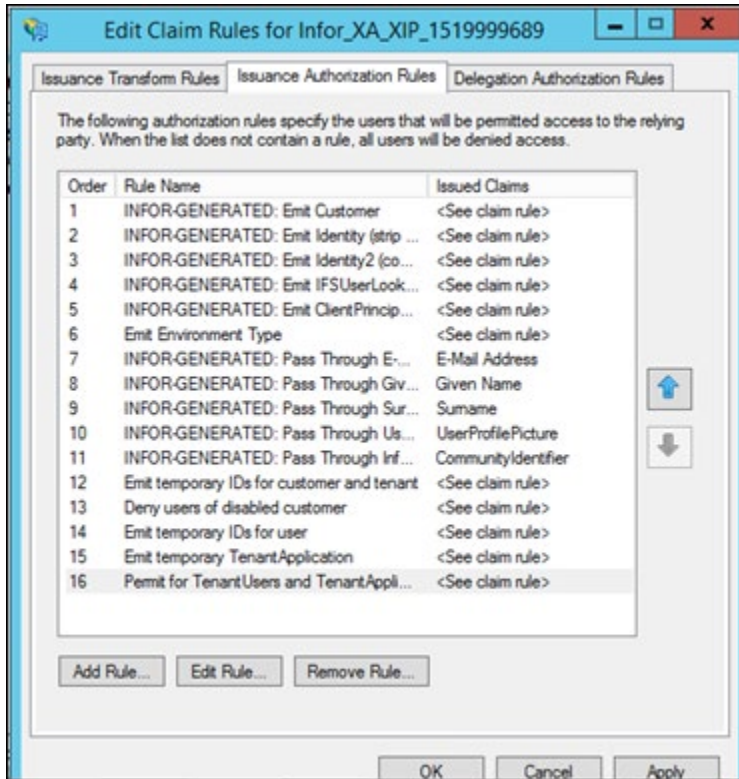 Edit Claim Rules for Infor_XA_XIP_1519999689
Issuance Transform Rules Issuance Authorization Rules Delegation Authorization Rules
The following authorization rules specify the users that will be permitted access to the relying
party. When the list does not contain a rule, all users will be denied access.
Order Rule Name Issued Claims
1 INFOR-GENERATED: Emit Customer <See claim rule>
2 INFOR-GENERATED: Emit Identity (strip ... <See claim rule>
3 INFOR-GENERATED: Emit Identity2 (co... <See claim rule>
4 INFOR-GENERATED: Emit IFSUserLook... <See claim rule>
5 INFOR-GENERATED: Emit ClientPrincip... <See claim rule>
6 Emit Environment Type <See claim rule>
7 INFOR-GENERATED: Pass Through E-... E-Mail Address
8 INFOR-GENERATED: Pass Through Giv... Given Name
9 INFOR-GENERATED: Pass Through Sur... Surname
10 INFOR-GENERATED: Pass Through Us... UserProfilePicture
11 INFOR-GENERATED: Pass Through Inf... CommunityIdentifier
12 Emit temporary IDs for customer and tenant <See claim rule>
13 Deny users of disabled customer <See claim rule>
14 Emit temporary IDs for user <See claim rule>
15 Emit temporary TenantApplication <See claim rule>
16 Permit for TenantUsers and TenantAppli... <See claim rule>
Add Rule... Edit Rule... Remove Rule...
OK Cancel Apply